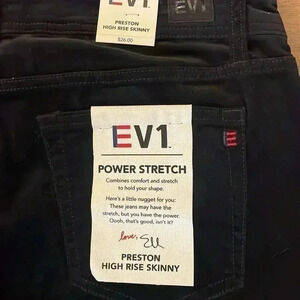 EV1
PRESTON
HIGH RISE SKINNY
$26.00
EV1
EV1
POWER STRETCH
Combines comfort and stretch
to hold your shape.
Here's a little nugget for you:
These jeans may have the
stretch, but you have the power.
Oooh, that's good, isn't it?
love, Ell
PRESTON
HIGH RISE SKINNY